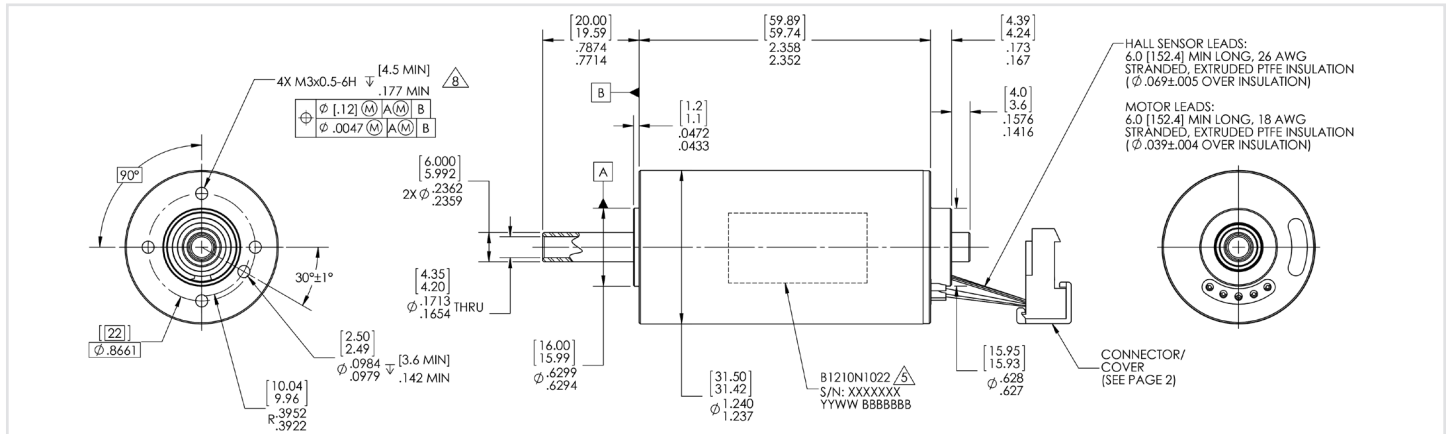 4X M3x0.5-6H ↧ [4.5 MIN]
.177 MIN
8
⌖ Ø [.12] Ⓜ A Ⓜ B
Ø .0047 Ⓜ A Ⓜ B
90°
30°±1°
[22]
Ø.8661
[10.04
9.96]
R .3952
.3922
[2.50
2.49]
Ø .0984
.0979 ↧ [3.6 MIN]
.142 MIN
[20.00
19.59]
.7874
.7714
[59.89
59.74]
2.358
2.352
[4.39
4.24]
.173
.167
B
[1.2
1.1]
.0472
.0433
[4.0
3.6]
.1576
.1416
[6.000
5.992]
2X Ø .2362
.2359
A
[4.35
4.20]
Ø .1713
.1654 THRU
[16.00
15.99]
Ø .6299
.6294
[31.50
31.42]
Ø 1.240
1.237
B1210N1022 5
S/N: XXXXXXX
YYWW BBBBBBB
[15.95
15.93]
Ø .628
.627
HALL SENSOR LEADS:
6.0 [152.4] MIN LONG, 26 AWG
STRANDED, EXTRUDED PTFE INSULATION
(Ø.069±.005 OVER INSULATION)
MOTOR LEADS:
6.0 [152.4] MIN LONG, 18 AWG
STRANDED, EXTRUDED PTFE INSULATION
(Ø.039±.004 OVER INSULATION)
CONNECTOR/
COVER
(SEE PAGE 2)